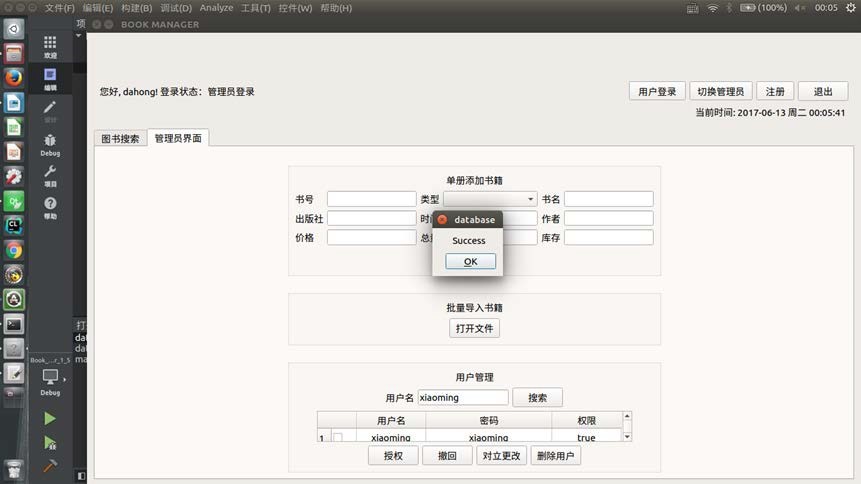 文件(F) 编辑(E) 构建(B) 调试(D) Analyze 工具(T) 控件(W) 帮助(H) (100%) 00:05
项 BOOK MANAGER
欢迎
编辑
设计
Debug
项目
帮助
Book_...r_1_5
Debug
打
dat
dat
ma
您好, dahong! 登录状态：管理员登录
用户登录 切换管理员 注册 退出
当前时间: 2017-06-13 周二 00:05:41
图书搜索 管理员界面
单册添加书籍
书号 类型 书名
出版社 时 作者
价格 总 库存
database
Success
OK
批量导入书籍
打开文件
用户管理
用户名 xiaoming 搜索
用户名 密码 权限
1 xiaoming xiaoming true
授权 撤回 对立更改 删除用户